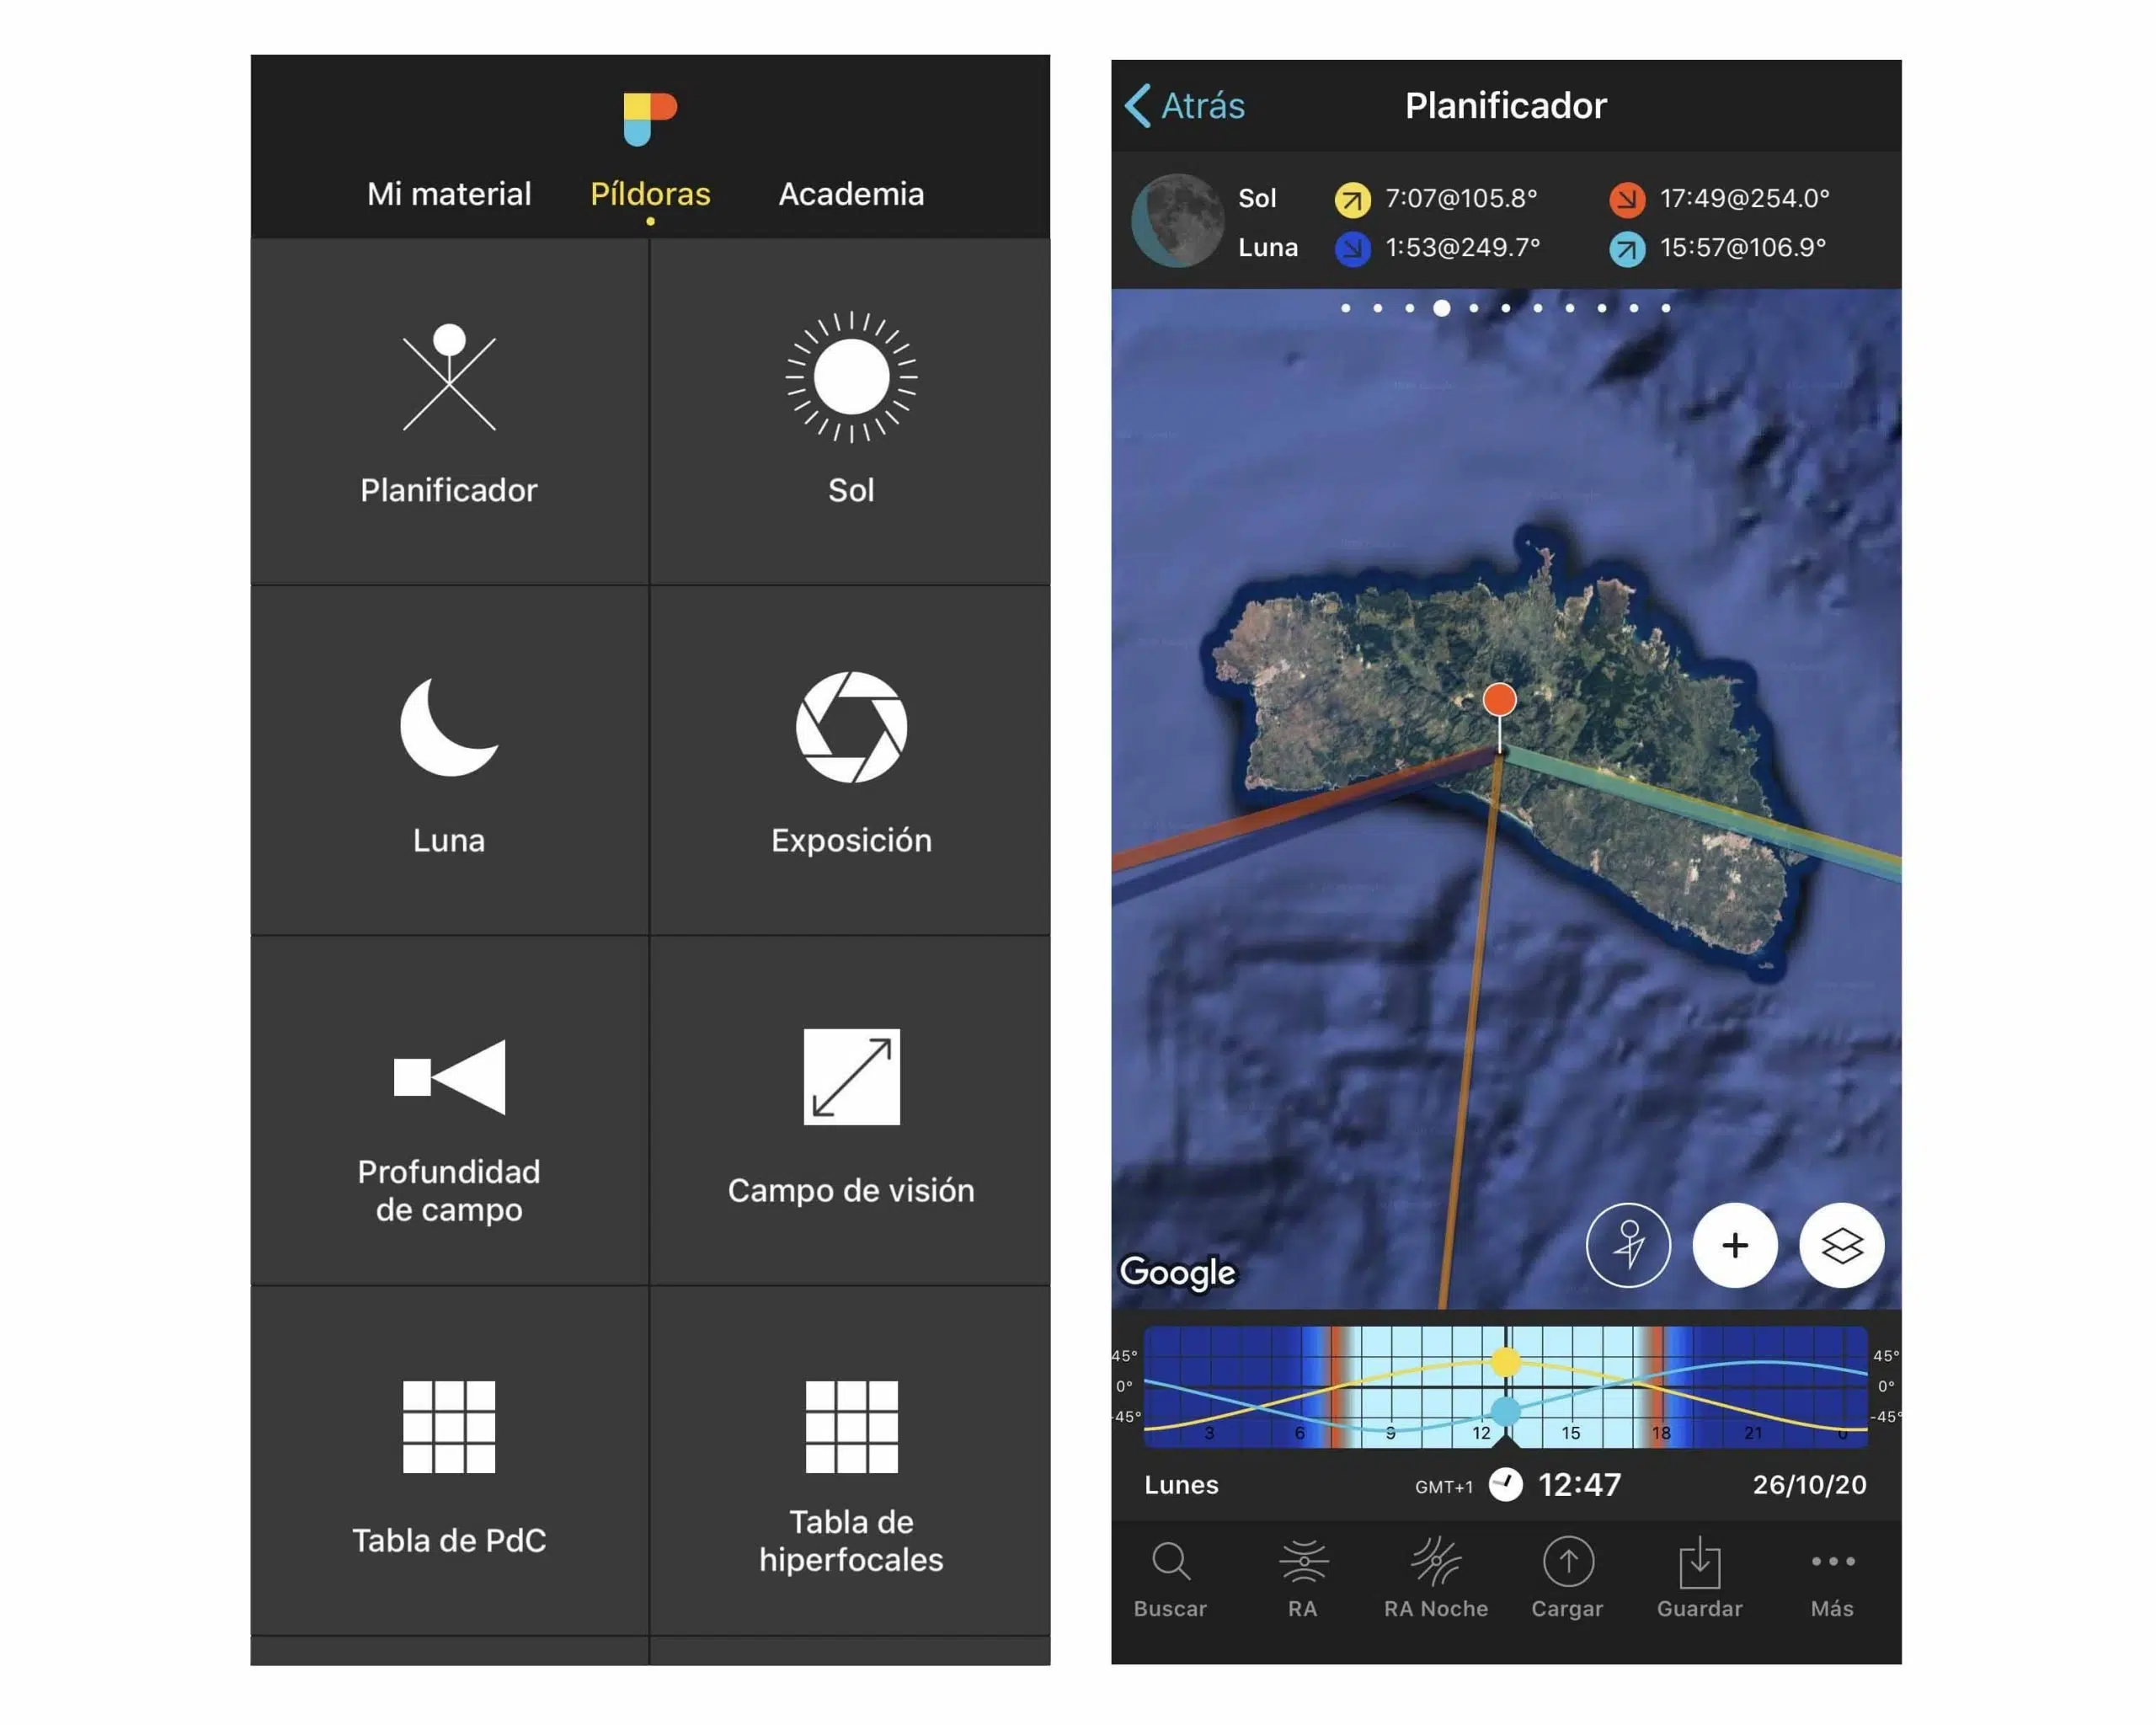 Mi material Píldoras Academia
Planificador Sol
Luna Exposición
Profundidad
de campo
Campo de visión
Tabla de PdC
Tabla de
hiperfocales
Atrás Planificador
Sol 7:07@105.8° 17:49@254.0°
Luna 1:53@249.7° 15:57@106.9°
Google
45° 45°
0° 0°
-45° -45°
3 6 9 12 15 18 21 0
Lunes GMT+1 12:47 26/10/20
Buscar RA RA Noche Cargar Guardar Más